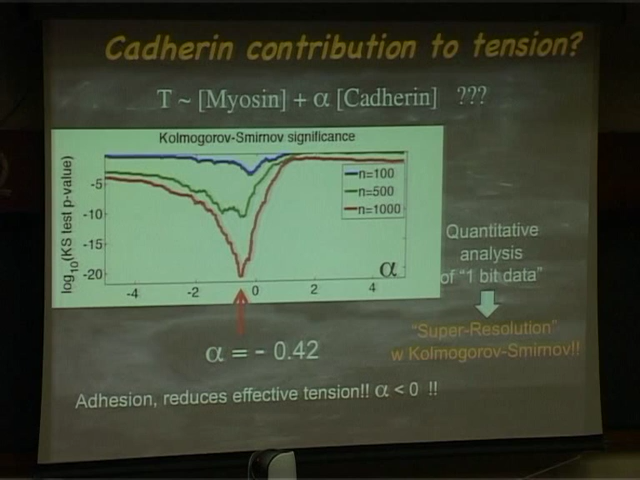 Cadherin contribution to tension?
T ~ [Myosin] + α [Cadherin] ???
Kolmogorov-Smirnov significance
log10(KS test p-value)
-5
-10
-15
-20
n=100
n=500
n=1000
α
-4 -2 0 2 4
α = - 0.42
Quantitative
analysis
of "1 bit data"
"Super-Resolution"
w Kolmogorov-Smirnov!!
Adhesion, reduces effective tension!! α < 0 !!